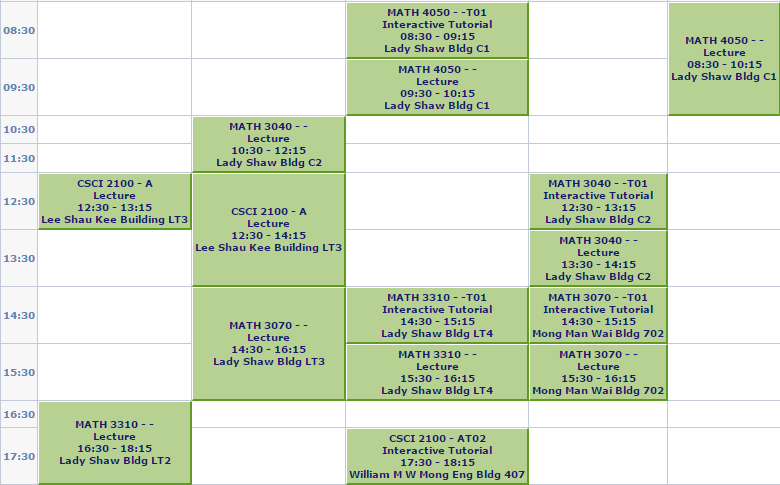 08:30
MATH 4050 - -T01
Interactive Tutorial
08:30 - 09:15
Lady Shaw Bldg C1
MATH 4050 - -
Lecture
08:30 - 10:15
Lady Shaw Bldg C1
09:30
MATH 4050 - -
Lecture
09:30 - 10:15
Lady Shaw Bldg C1
10:30
MATH 3040 - -
Lecture
10:30 - 12:15
Lady Shaw Bldg C2
11:30
12:30
CSCI 2100 - A
Lecture
12:30 - 13:15
Lee Shau Kee Building LT3
CSCI 2100 - A
Lecture
12:30 - 14:15
Lee Shau Kee Building LT3
MATH 3040 - -T01
Interactive Tutorial
12:30 - 13:15
Lady Shaw Bldg C2
13:30
MATH 3040 - -
Lecture
13:30 - 14:15
Lady Shaw Bldg C2
14:30
MATH 3070 - -
Lecture
14:30 - 16:15
Lady Shaw Bldg LT3
MATH 3310 - -T01
Interactive Tutorial
14:30 - 15:15
Lady Shaw Bldg LT4
MATH 3070 - -T01
Interactive Tutorial
14:30 - 15:15
Mong Man Wai Bldg 702
15:30
MATH 3310 - -
Lecture
15:30 - 16:15
Lady Shaw Bldg LT4
MATH 3070 - -
Lecture
15:30 - 16:15
Mong Man Wai Bldg 702
16:30
MATH 3310 - -
Lecture
16:30 - 18:15
Lady Shaw Bldg LT2
17:30
CSCI 2100 - AT02
Interactive Tutorial
17:30 - 18:15
William M W Mong Eng Bldg 407